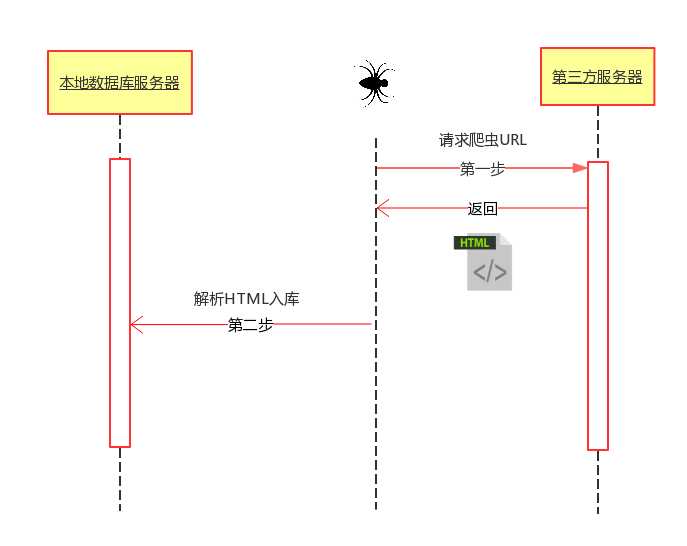 本地数据库服务器
第三方服务器
请求爬虫URL
第一步
返回
HTML
</>
解析HTML入库
第二步